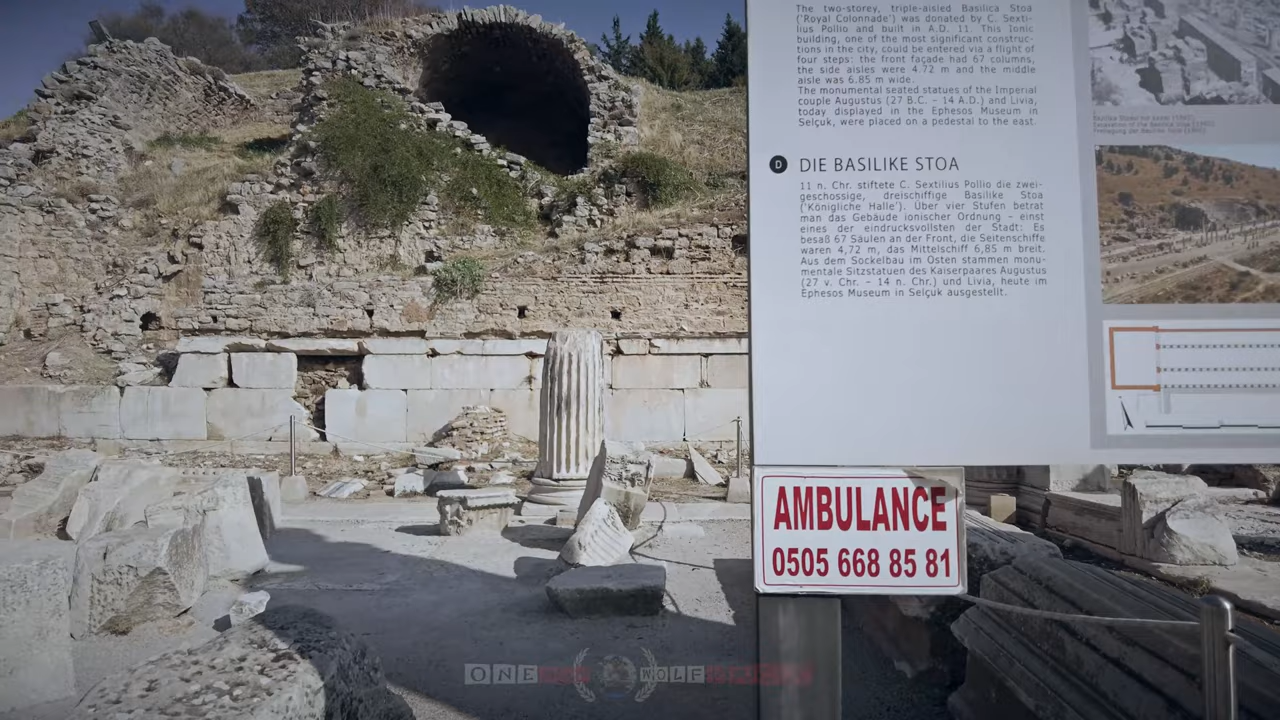 The two-storey, triple-aisled Basilica Stoa
('Royal Colonnade') was donated by C. Sexti-
lius Pollio and built in A.D. 11. This Ionic
building, one of the most significant construc-
tions in the city, could be entered via a flight of
four steps: the front façade had 67 columns,
the side aisles were 4.72 m and the middle
aisle was 6.85 m wide.
The monumental seated statues of the Imperial
couple Augustus (27 B.C. – 14 A.D.) and Livia,
today displayed in the Ephesos Museum in
Selçuk, were placed on a pedestal to the east.
D DIE BASILIKE STOA
11 n. Chr. stiftete C. Sextilius Pollio die zwei-
geschossige, dreischiffige Basilike Stoa
('Königliche Halle'). Über vier Stufen betrat
man das Gebäude ionischer Ordnung – einst
eines der eindrucksvollsten der Stadt: Es
besaß 67 Säulen an der Front, die Seitenschiffe
waren 4,72 m, das Mittelschiff 6,85 m breit.
Aus dem Sockelbau im Osten stammen monu-
mentale Sitzstatuen des Kaiserpaares Augustus
(27 v. Chr. – 14 n. Chr.) und Livia, heute im
Ephesos Museum in Selçuk ausgestellt.
AMBULANCE
0505 668 85 81
ONE WOLF